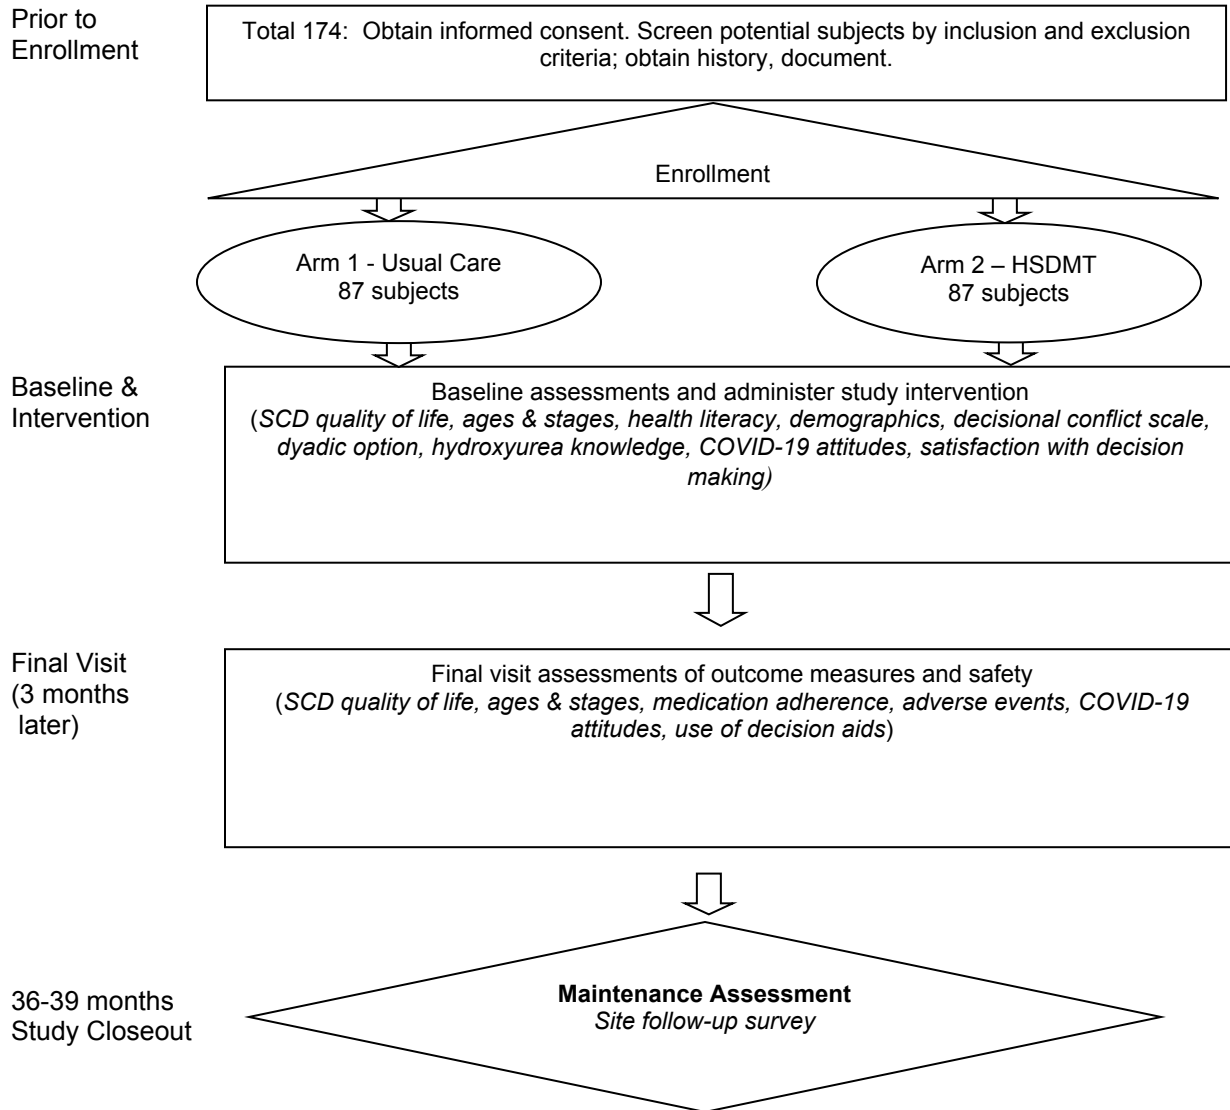 Prior to
Enrollment
Total 174:  Obtain informed consent. Screen potential subjects by inclusion and exclusion
criteria; obtain history, document.
Enrollment
Arm 1 - Usual Care
87 subjects
Arm 2 – HSDMT
87 subjects
Baseline &
Intervention
Baseline assessments and administer study intervention
(SCD quality of life, ages & stages, health literacy, demographics, decisional conflict scale,
dyadic option, hydroxyurea knowledge, COVID-19 attitudes, satisfaction with decision
making)
Final Visit
(3 months
later)
Final visit assessments of outcome measures and safety
(SCD quality of life, ages & stages, medication adherence, adverse events, COVID-19
attitudes, use of decision aids)
36-39 months
Study Closeout
Maintenance Assessment
Site follow-up survey